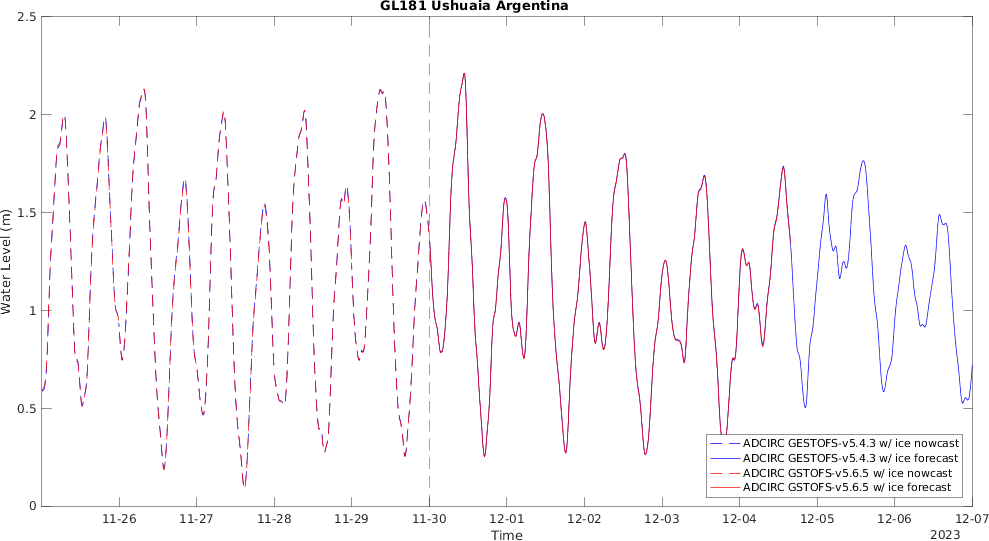 GL181 Ushuaia Argentina
2.5
2
1.5
1
0.5
0
Water Level (m)
11-26 11-27 11-28 11-29 11-30 12-01 12-02 12-03 12-04 12-05 12-06 12-07
Time
2023
ADCIRC GESTOFS-v5.4.3 w/ ice nowcast
ADCIRC GESTOFS-v5.4.3 w/ ice forecast
ADCIRC GSTOFS-v5.6.5 w/ ice nowcast
ADCIRC GSTOFS-v5.6.5 w/ ice forecast